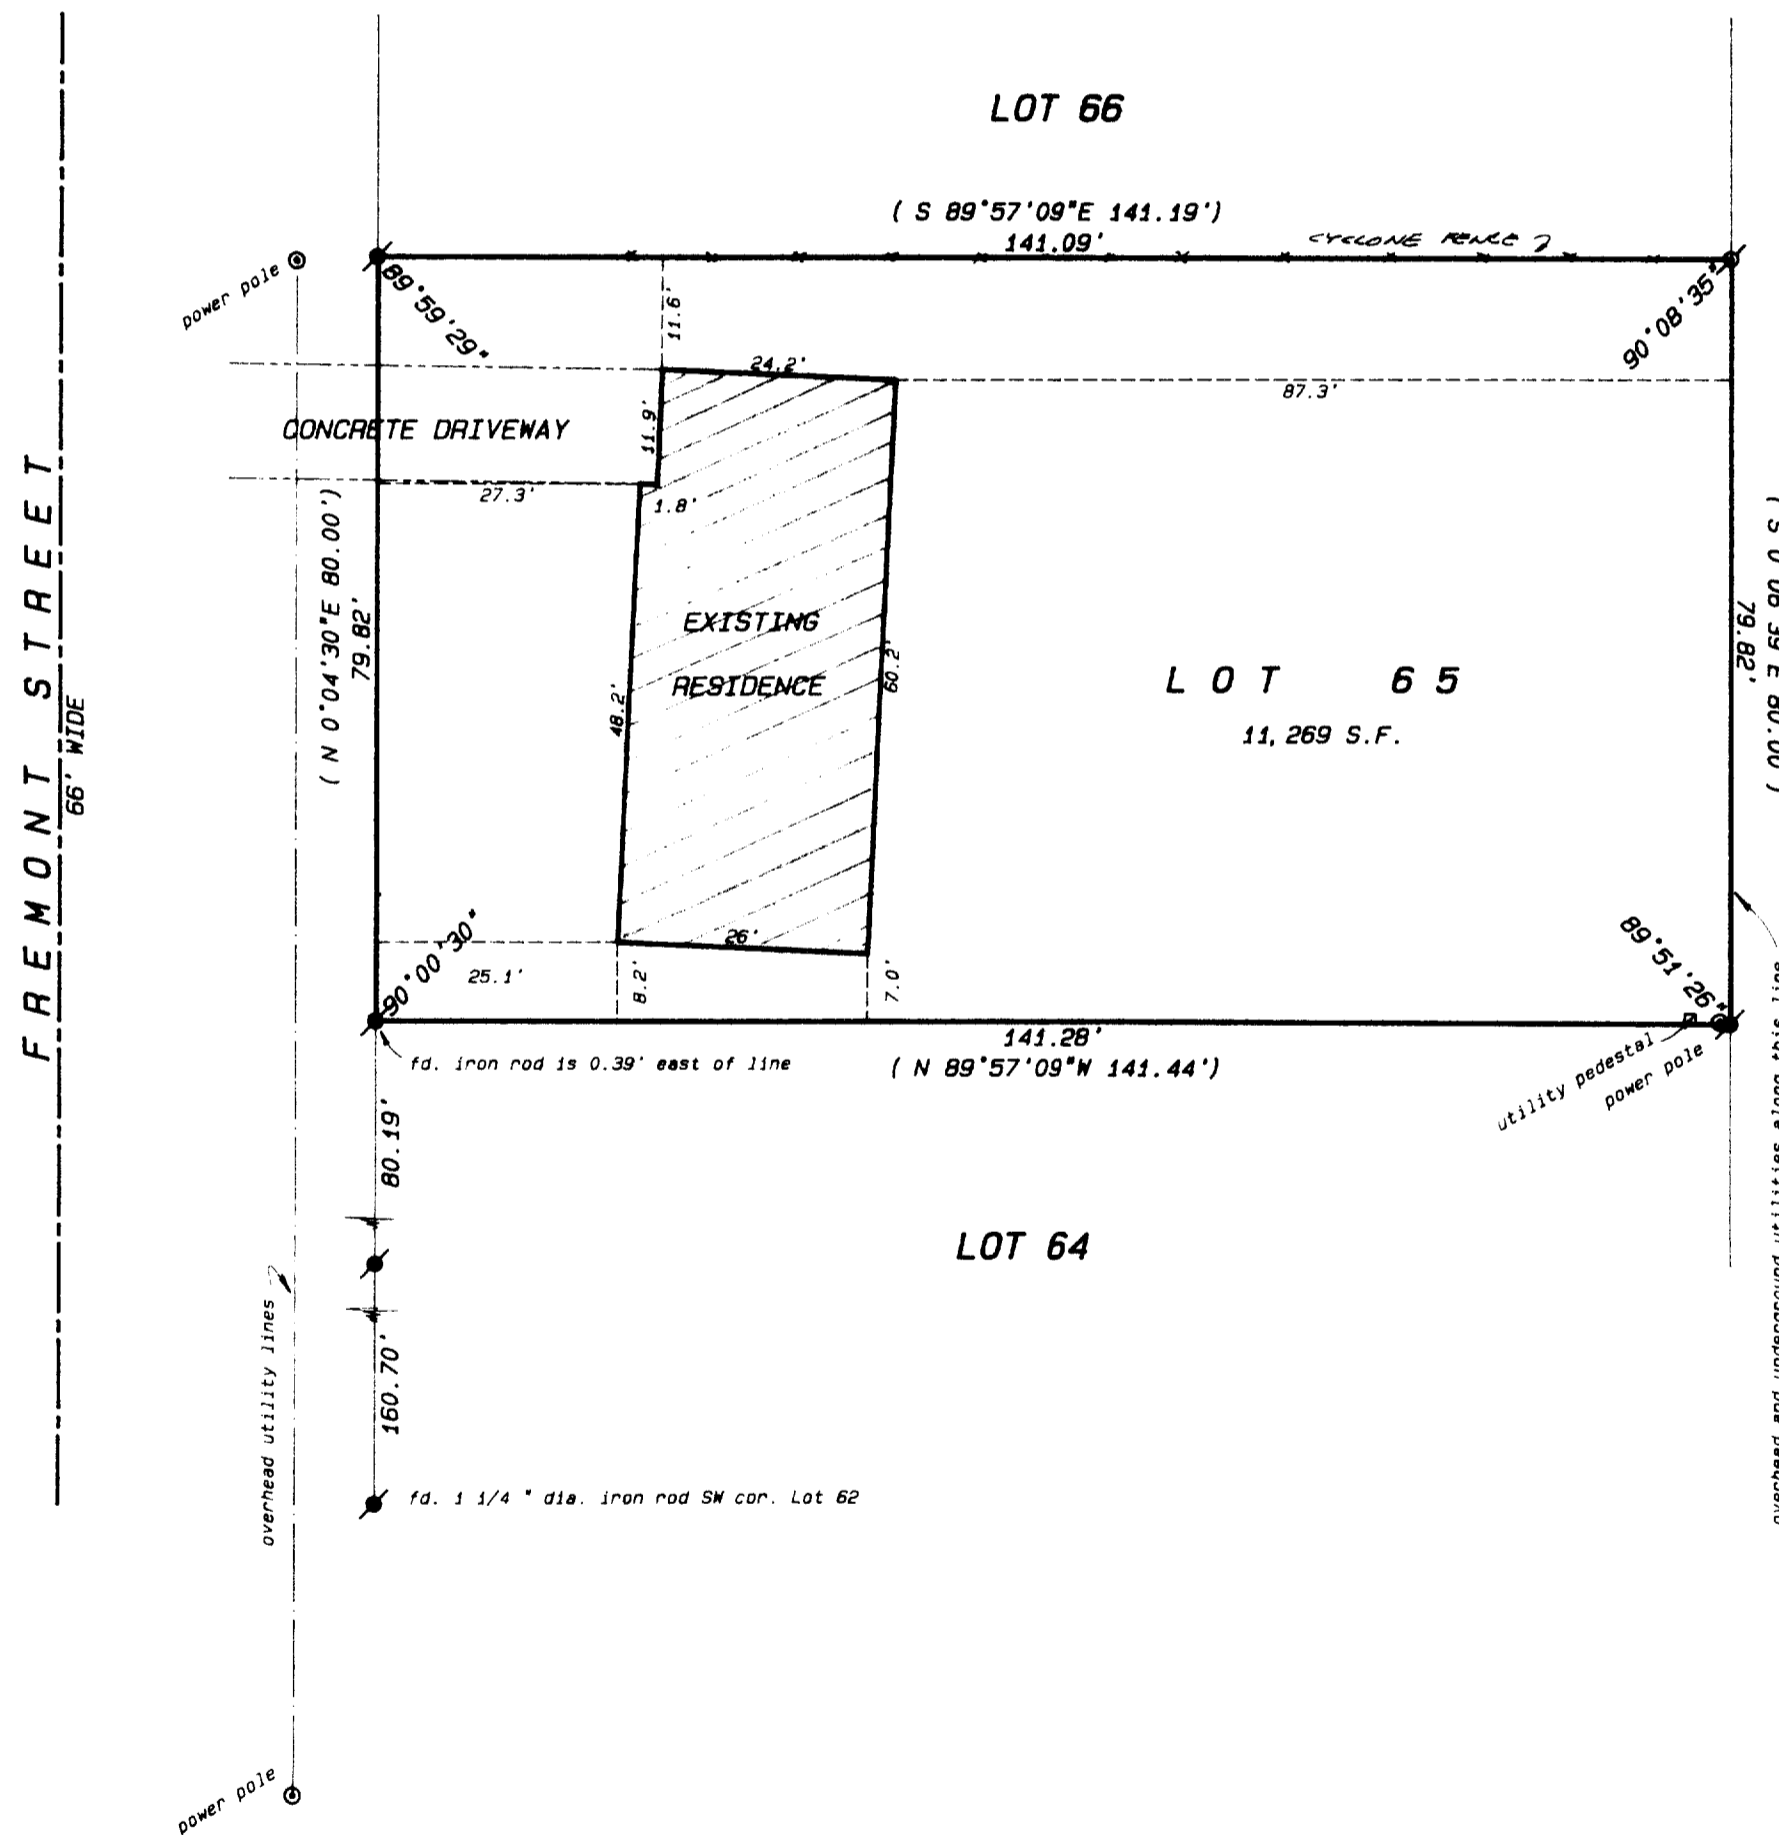 LOT 66
( S 89°57'09"E 141.19')
141.09'
CYCLONE FENCE
power pole
89°59'29"
90°08'35"
11.6'
24.2'
87.3'
11.9'
CONCRETE DRIVEWAY
27.3'
1.8'
FREMONT STREET
66' WIDE
( N 0°04'30"E 80.00')
79.82'
EXISTING
RESIDENCE
48.2'
60.2'
LOT 65
11,269 S.F.
79.82'
( S 0°06'39"E 80.00')
90°00'30"
26'
25.1'
8.2'
7.0'
89°51'26"
141.28'
( N 89°57'09"W 141.44')
fd. iron rod is 0.39' east of line
utility pedestal
power pole
overhead and underground utilities along this line
80.19'
LOT 64
overhead utility lines
160.70'
fd. 1 1/4 " dia. iron rod SW cor. Lot 62
power pole